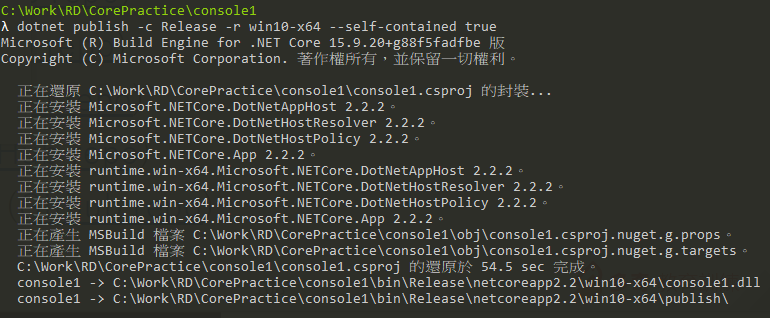 C:\Work\RD\CorePractice\console1
λ dotnet publish -c Release -r win10-x64 --self-contained true
Microsoft (R) Build Engine for .NET Core 15.9.20+g88f5fadfbe 版
Copyright (C) Microsoft Corporation. 著作權所有，並保留一切權利。
正在還原 C:\Work\RD\CorePractice\console1\console1.csproj 的封裝...
正在安裝 Microsoft.NETCore.DotNetAppHost 2.2.2。
正在安裝 Microsoft.NETCore.DotNetHostResolver 2.2.2。
正在安裝 Microsoft.NETCore.DotNetHostPolicy 2.2.2。
正在安裝 Microsoft.NETCore.App 2.2.2。
正在安裝 runtime.win-x64.Microsoft.NETCore.DotNetAppHost 2.2.2。
正在安裝 runtime.win-x64.Microsoft.NETCore.DotNetHostResolver 2.2.2。
正在安裝 runtime.win-x64.Microsoft.NETCore.DotNetHostPolicy 2.2.2。
正在安裝 runtime.win-x64.Microsoft.NETCore.App 2.2.2。
正在產生 MSBuild 檔案 C:\Work\RD\CorePractice\console1\obj\console1.csproj.nuget.g.props。
正在產生 MSBuild 檔案 C:\Work\RD\CorePractice\console1\obj\console1.csproj.nuget.g.targets。
C:\Work\RD\CorePractice\console1\console1.csproj 的還原於 54.5 sec 完成。
console1 -> C:\Work\RD\CorePractice\console1\bin\Release\netcoreapp2.2\win10-x64\console1.dll
console1 -> C:\Work\RD\CorePractice\console1\bin\Release\netcoreapp2.2\win10-x64\publish\